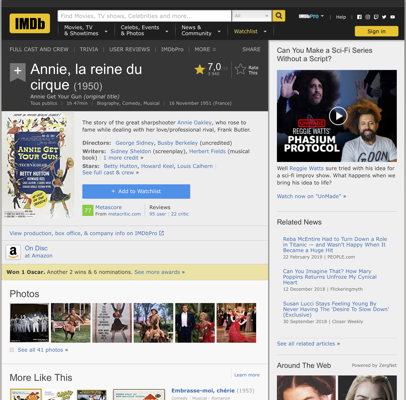 IMDb
Find Movies, TV shows, Celebrities and more...
All
IMDbPro
Help
Movies, TV
& Showtimes
Celebs, Events
& Photos
News &
Community
Watchlist
Sign in
FULL CAST AND CREW
TRIVIA
USER REVIEWS
IMDbPro
MORE
SHARE
Annie, la reine du
cirque (1950)
Annie Get Your Gun (original title)
Tous publics
1h 47min
Biography, Comedy, Musical
16 November 1951 (France)
7,0
Rate
This
ANNIE GET
YOUR GUN
BETTY HUTTON
HOWARD KEEL
The story of the great sharpshooter Annie Oakley, who rose
to fame while dealing with her love/professional rival, Frank Butler.
Directors: George Sidney, Busby Berkeley (uncredited)
Writers: Sidney Sheldon (screenplay), Herbert Fields (musical
book) | 1 more credit »
Stars: Betty Hutton, Howard Keel, Louis Calhern |
See full cast & crew »
+ Add to Watchlist
77
Metascore
From metacritic.com
Reviews
95 user
22 critic
View production, box office, & company info on IMDbPro
On Disc
at Amazon
Won 1 Oscar. Another 2 wins & 6 nominations. See more awards »
Photos
See all 41 photos »
More Like This
Learn more
Embrasse-moi, chérie (1953)
Comedy | Musical | Romance
Can You Make a Sci-Fi Series
Without a Script?
REGGIE WATTS'
PHASIUM
PROTOCOL
Well Reggie Watts sure tried with his idea for
a sci-fi improv show. What happens when we
bring his idea to life?
Watch now on "UnMade" »
Related News
Reba McEntire Had to Turn Down a Role
in Titanic — and Wasn't Happy When It
Became a Huge Hit
22 February 2019 | PEOPLE.com
Can You Imagine That? How Mary
Poppins Returns Unfroze My Cynical
Heart
12 December 2018 | Flickeringmyth
Susan Lucci Stays Feeling Young By
Never Having The 'Desire To Slow Down'
(Exclusive)
30 September 2018 | Closer Weekly
See all related articles »
Around The Web
Powered by ZergNet